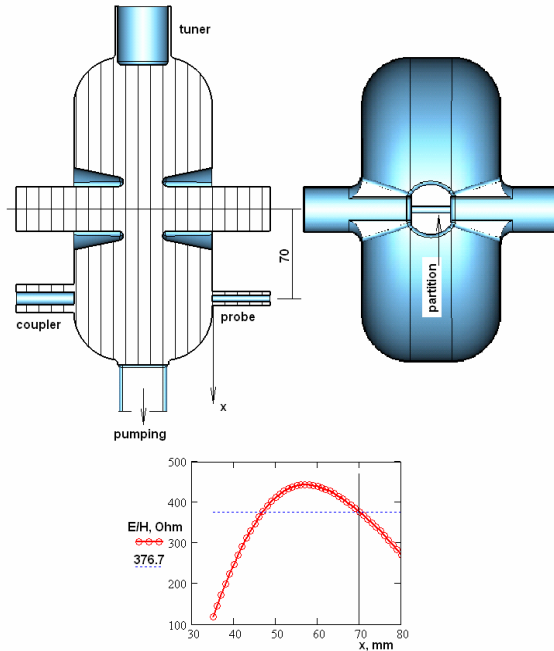 tuner
70
partition
coupler
probe
x
pumping
500
400
E/H, Ohm
376.7
300
200
100
30 40 50 60 70 80
x, mm